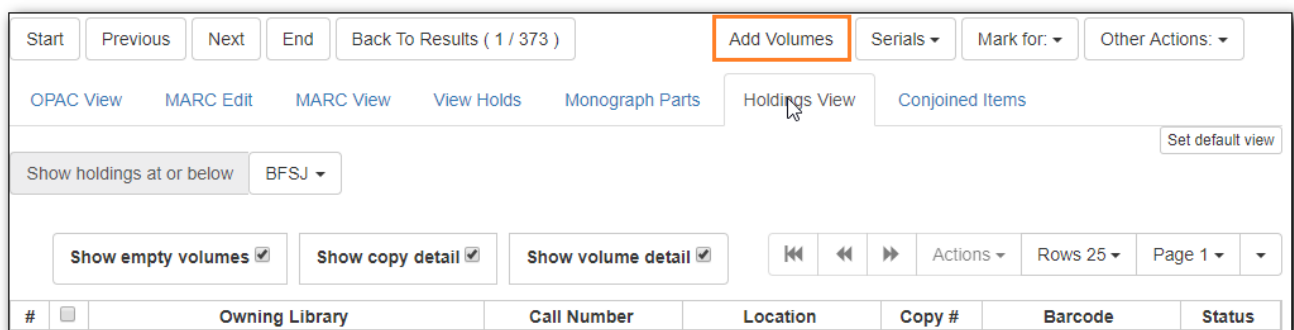 Start Previous Next End Back To Results ( 1 / 373 ) Add Volumes Serials Mark for: Other Actions:
OPAC View MARC Edit MARC View View Holds Monograph Parts Holdings View Conjoined Items
Set default view
Show holdings at or below BFSJ
Show empty volumes Show copy detail Show volume detail Actions Rows 25 Page 1
# Owning Library Call Number Location Copy # Barcode Status